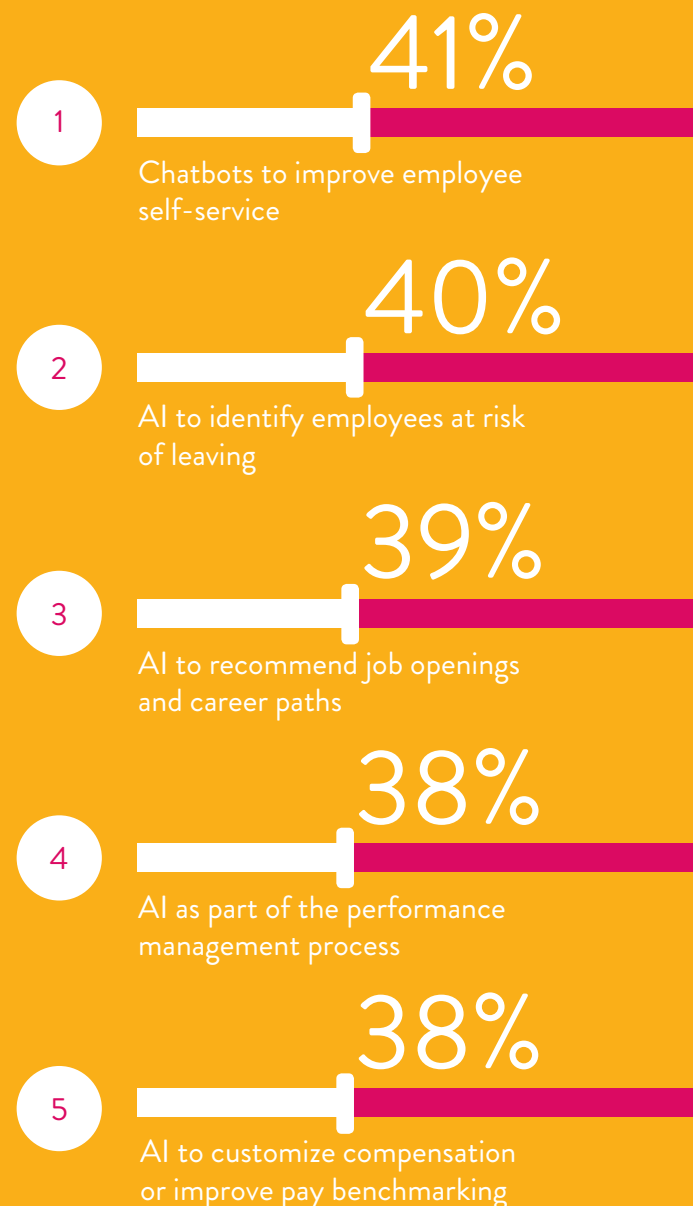 41%
1
Chatbots to improve employee
self-service
40%
2
AI to identify employees at risk
of leaving
39%
3
AI to recommend job openings
and career paths
38%
4
AI as part of the performance
management process
38%
5
AI to customize compensation
or improve pay benchmarking